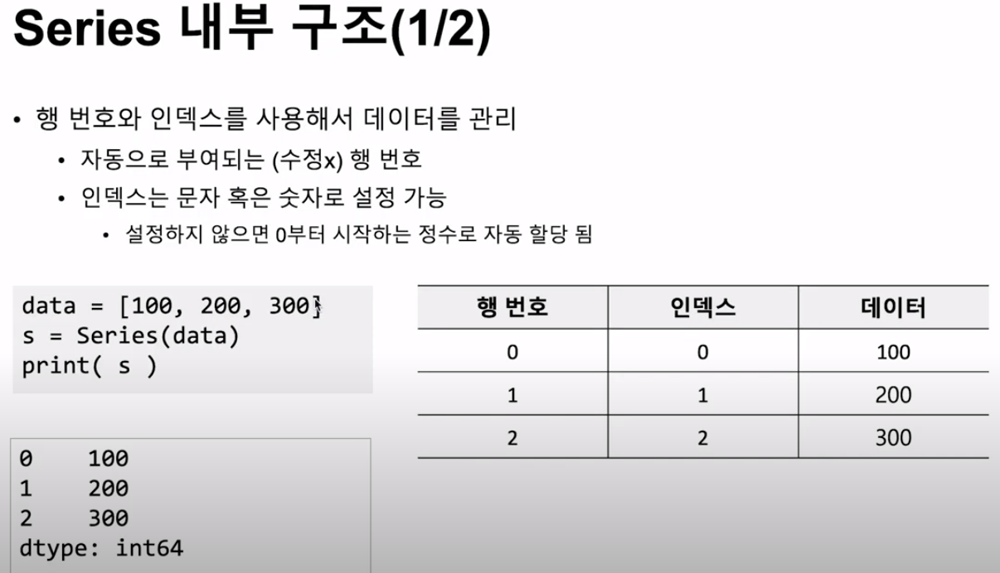 Series 내부 구조(1/2)
• 행 번호와 인덱스를 사용해서 데이터를 관리
• 자동으로 부여되는 (수정x) 행 번호
• 인덱스는 문자 혹은 숫자로 설정 가능
• 설정하지 않으면 0부터 시작하는 정수로 자동 할당 됨
data = [100, 200, 300]
s = Series(data)
print( s )
0 100
1 200
2 300
dtype: int64
행 번호 인덱스 데이터
0 0 100
1 1 200
2 2 300